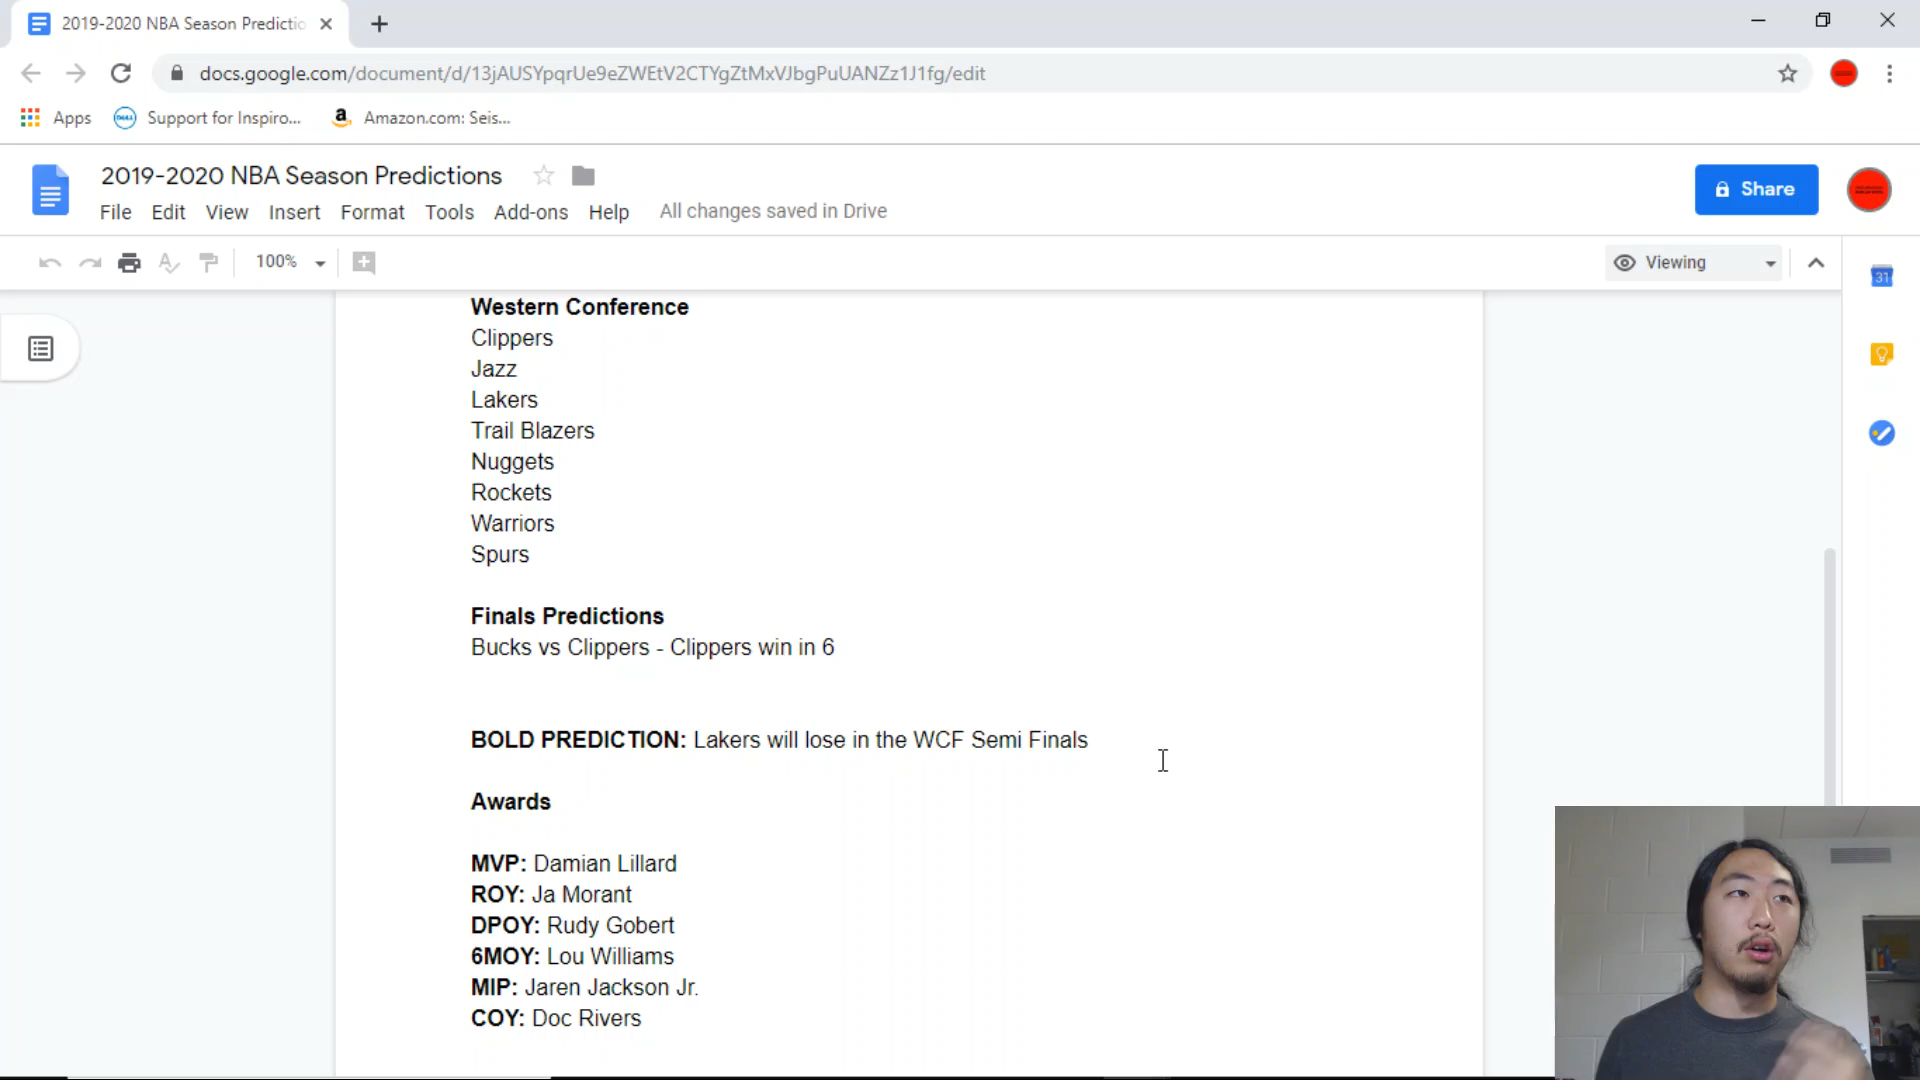 2019-2020 NBA Season Predictio
docs.google.com/document/d/13jAUSYpqrUe9eZWEtV2CTYgZtMxVJbgPuUANZz1J1fg/edit
Apps Support for Inspiro... Amazon.com: Seis...
2019-2020 NBA Season Predictions
File Edit View Insert Format Tools Add-ons Help All changes saved in Drive
Share
100% Viewing
31
Western Conference
Clippers
Jazz
Lakers
Trail Blazers
Nuggets
Rockets
Warriors
Spurs
Finals Predictions
Bucks vs Clippers - Clippers win in 6
BOLD PREDICTION: Lakers will lose in the WCF Semi Finals
Awards
MVP: Damian Lillard
ROY: Ja Morant
DPOY: Rudy Gobert
6MOY: Lou Williams
MIP: Jaren Jackson Jr.
COY: Doc Rivers